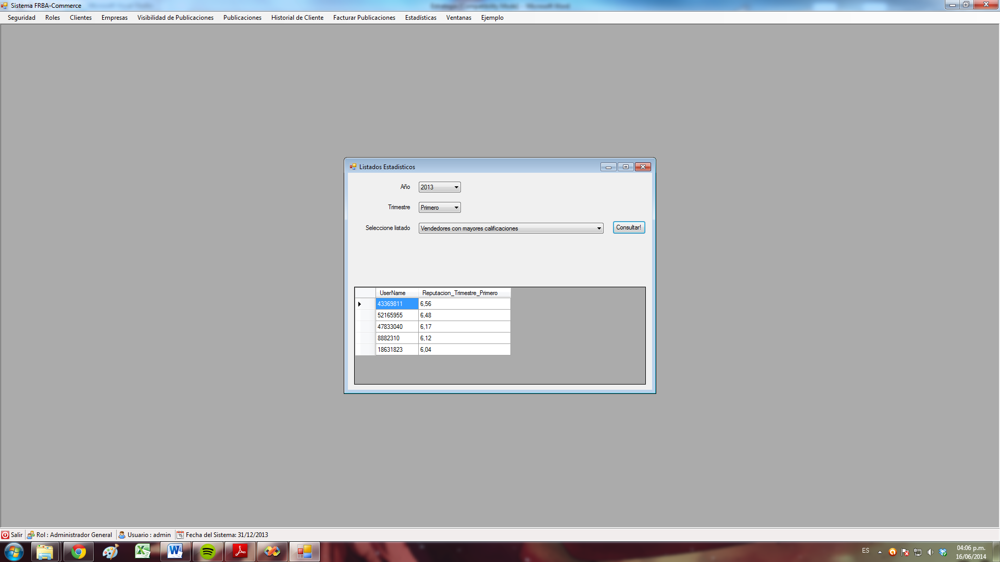 Sistema FRBA-Commerce
Seguridad Roles Clientes Empresas Visibilidad de Publicaciones Publicaciones Historial de Cliente Facturar Publicaciones Estadísticas Ventanas Ejemplo
Listados Estadisticos
Año 2013
Trimestre Primero
Seleccione listado Vendedores con mayores calificaciones Consultar!
UserName Reputacion_Trimestre_Primero
43369811 6,56
52165955 6,48
47833040 6,17
8882310 6,12
18631823 6,04
Salir Rol : Administrador General Usuario : admin Fecha del Sistema: 31/12/2013
ES 04:06 p.m.
16/06/2014